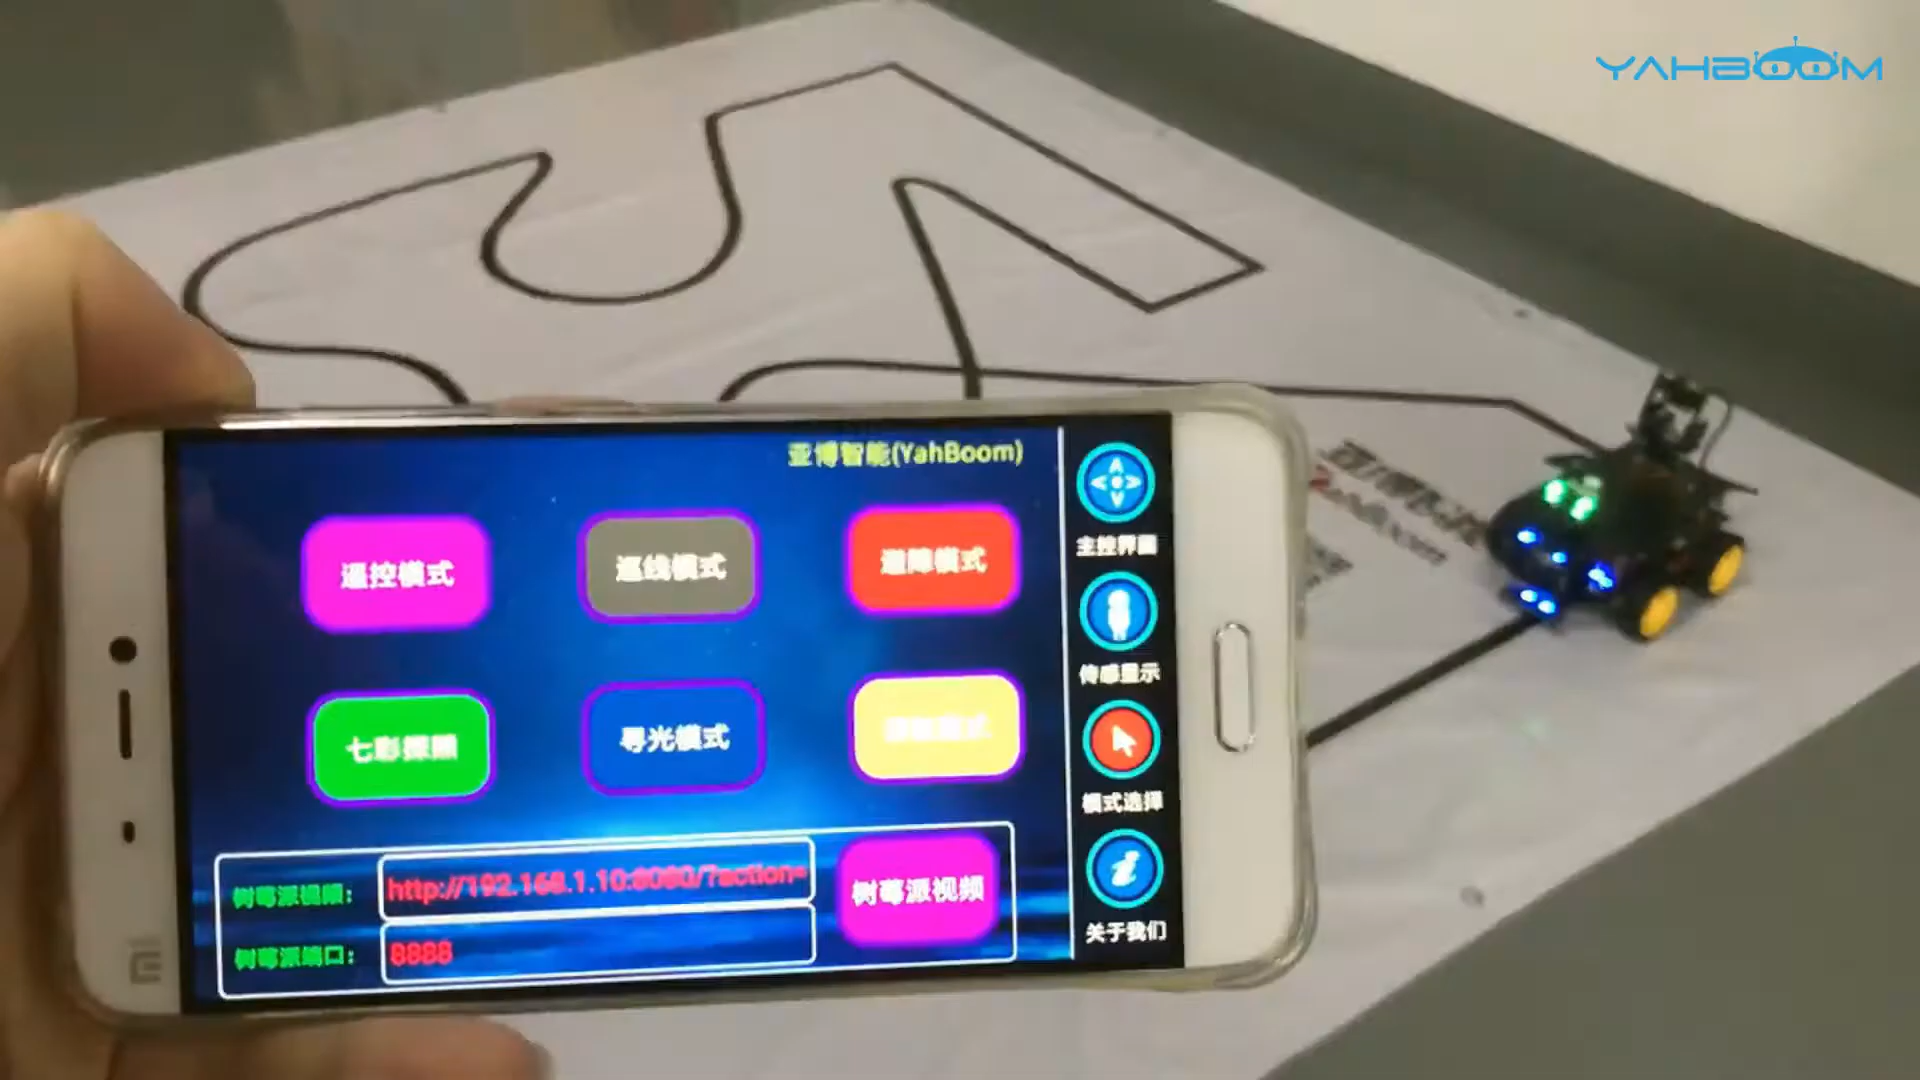 YAHBOOM
亚博智能(YahBoom)
遥控模式
巡线模式
避障模式
主控界面
传感显示
七彩探照
寻光模式
模式选择
树莓派视频:
http://192.168.1.10:8080/?action=
树莓派视频
树莓派端口:
8888
关于我们
YahBoom